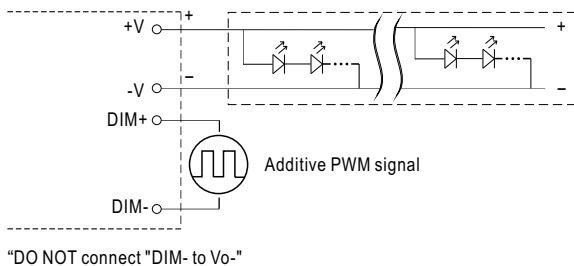 +V + +
-V – –
DIM+
Additive PWM signal
DIM-
“DO NOT connect "DIM- to Vo-"